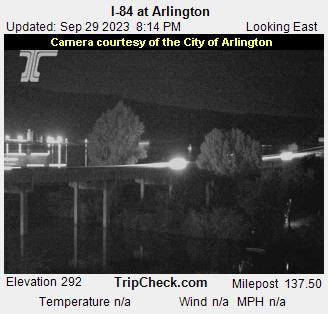 I-84 at Arlington
Updated: Sep 29 2023 8:14 PM Looking East
Camera courtesy of the City of Arlington
Elevation 292 TripCheck.com Milepost 137.50
Temperature n/a Wind n/a MPH n/a